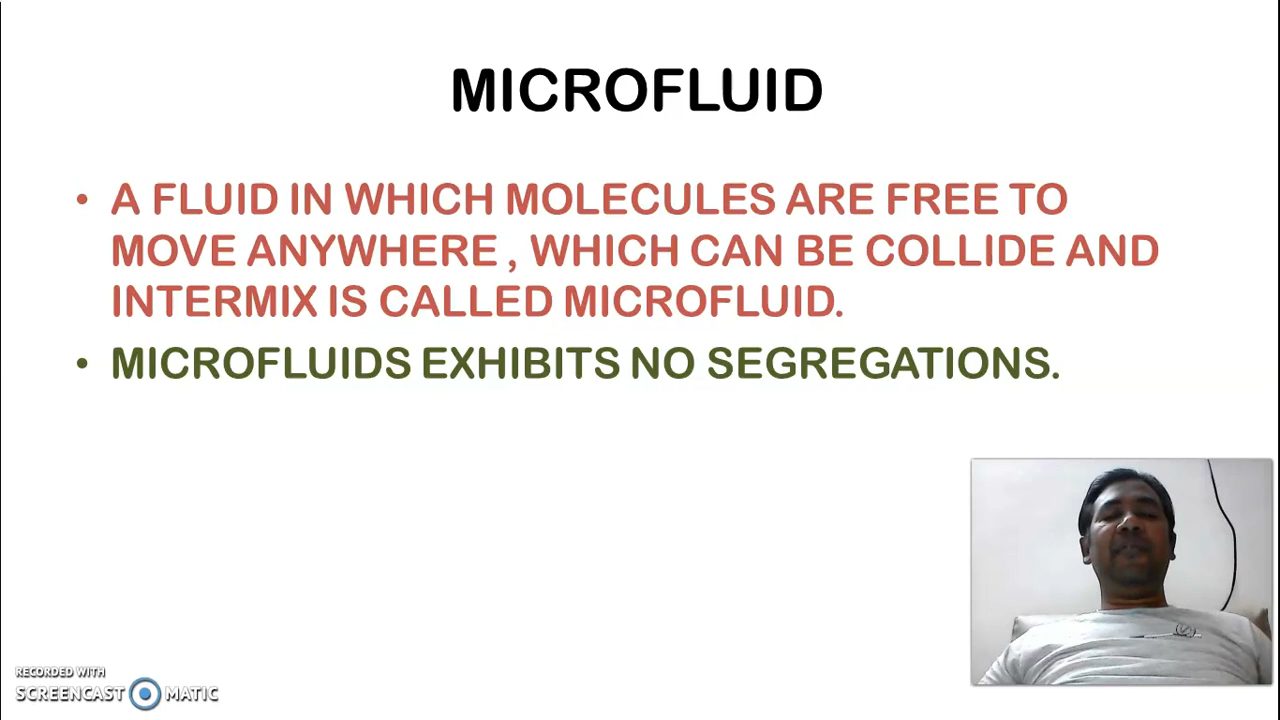 MICROFLUID
• A FLUID IN WHICH MOLECULES ARE FREE TO
MOVE ANYWHERE , WHICH CAN BE COLLIDE AND
INTERMIX IS CALLED MICROFLUID.
• MICROFLUIDS EXHIBITS NO SEGREGATIONS.
RECORDED WITH
SCREENCAST MATIC